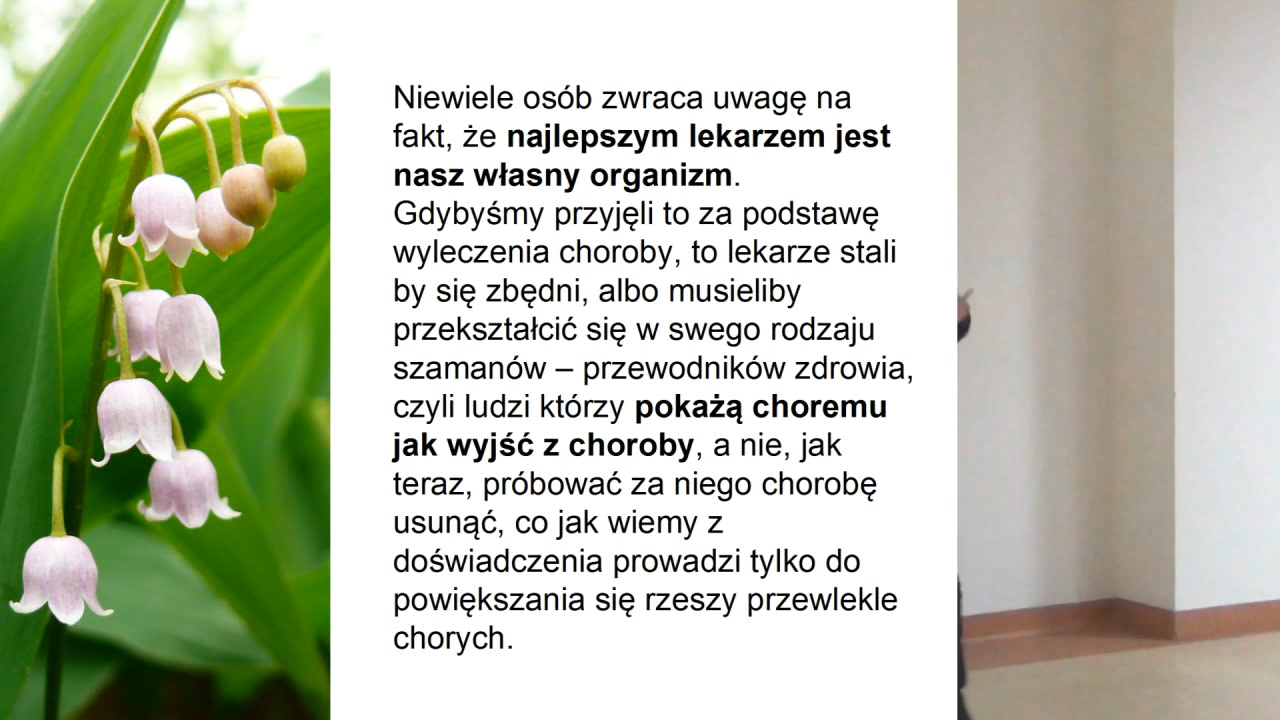 Niewiele osób zwraca uwagę na
fakt, że najlepszym lekarzem jest
nasz własny organizm.
Gdybyśmy przyjęli to za podstawę
wyleczenia choroby, to lekarze stali
by się zbędni, albo musieliby
przekształcić się w swego rodzaju
szamanów – przewodników zdrowia,
czyli ludzi którzy pokażą choremu
jak wyjść z choroby, a nie, jak
teraz, próbować za niego chorobę
usunąć, co jak wiemy z
doświadczenia prowadzi tylko do
powiększania się rzeszy przewlekle
chorych.